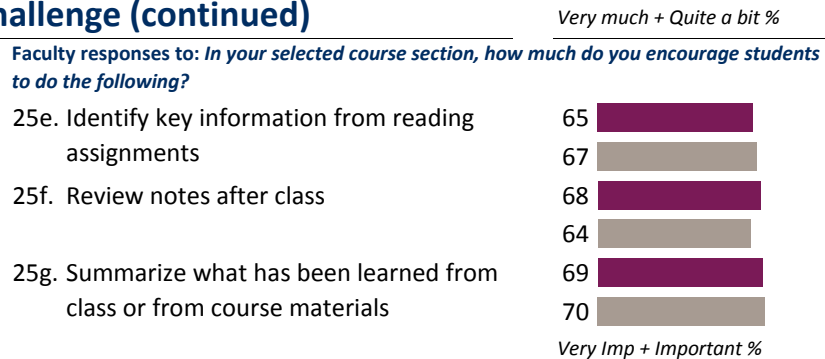 hallenge (continued)
Very much + Quite a bit %
Faculty responses to: In your selected course section, how much do you encourage students
to do the following?
25e. Identify key information from reading
assignments
65
67
25f. Review notes after class
68
64
25g. Summarize what has been learned from
class or from course materials
69
70
Very Imp + Important %